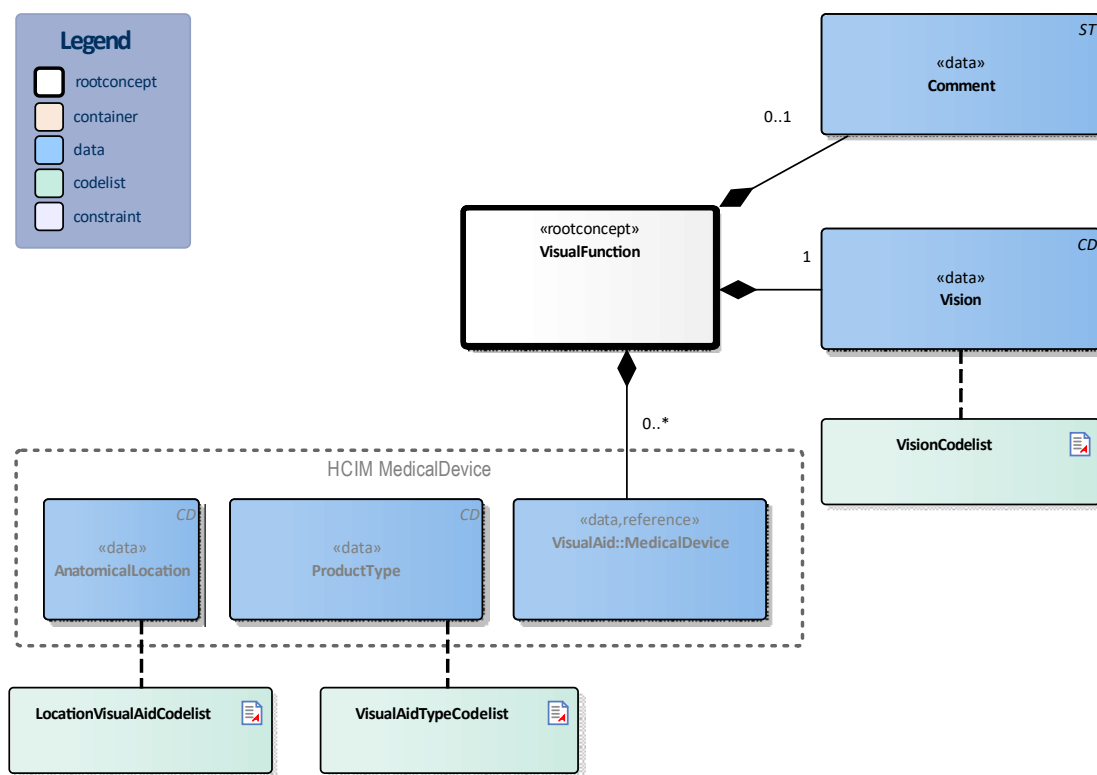 Legend
rootconcept
container
data
codelist
constraint
ST
«data»
Comment
0..1
«rootconcept»
VisualFunction
1
CD
«data»
Vision
0..*
VisionCodelist
HCIM MedicalDevice
CD
«data»
AnatomicalLocation
CD
«data»
ProductType
«data,reference»
VisualAid::MedicalDevice
LocationVisualAidCodelist
VisualAidTypeCodelist